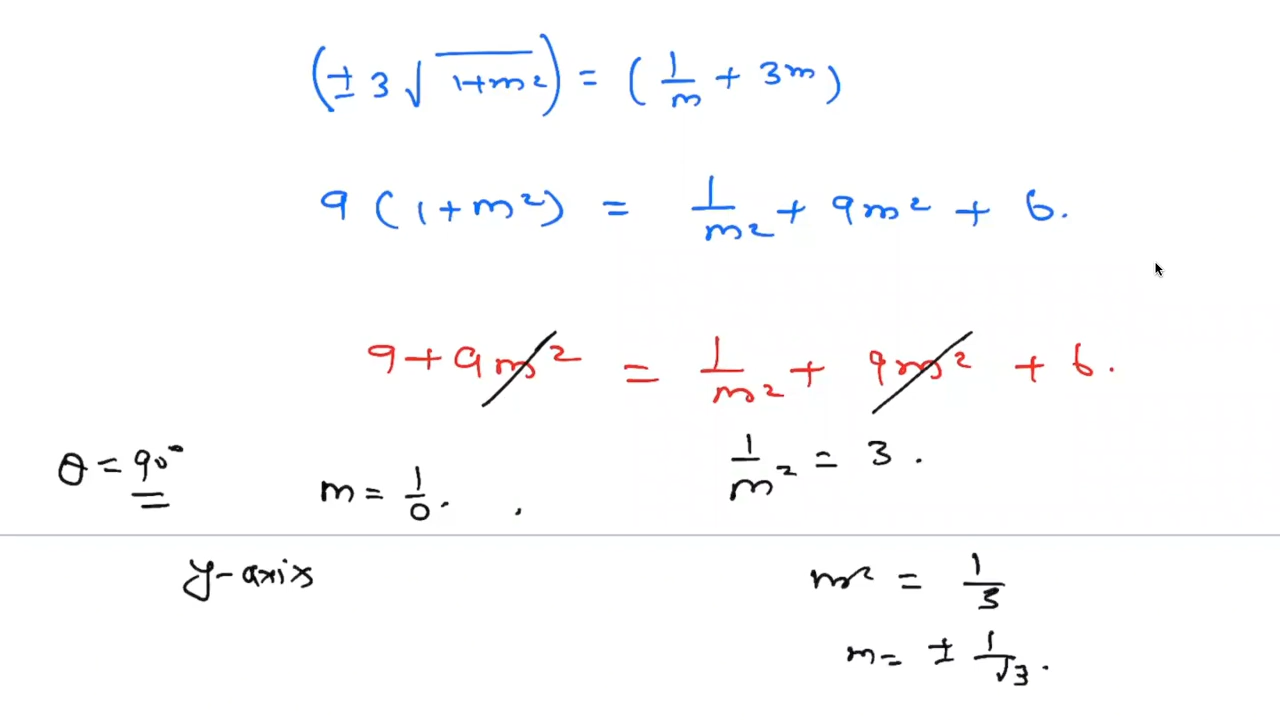 (± 3√(1+m²)) = (1/m + 3m)
9 (1+m²) = 1/m² + 9m² + 6.
9 + 9m² = 1/m² + 9m² + 6.
1/m² = 3.
θ = 90°
m = 1/0.
y-axis
m² = 1/3
m = ± 1/√3.